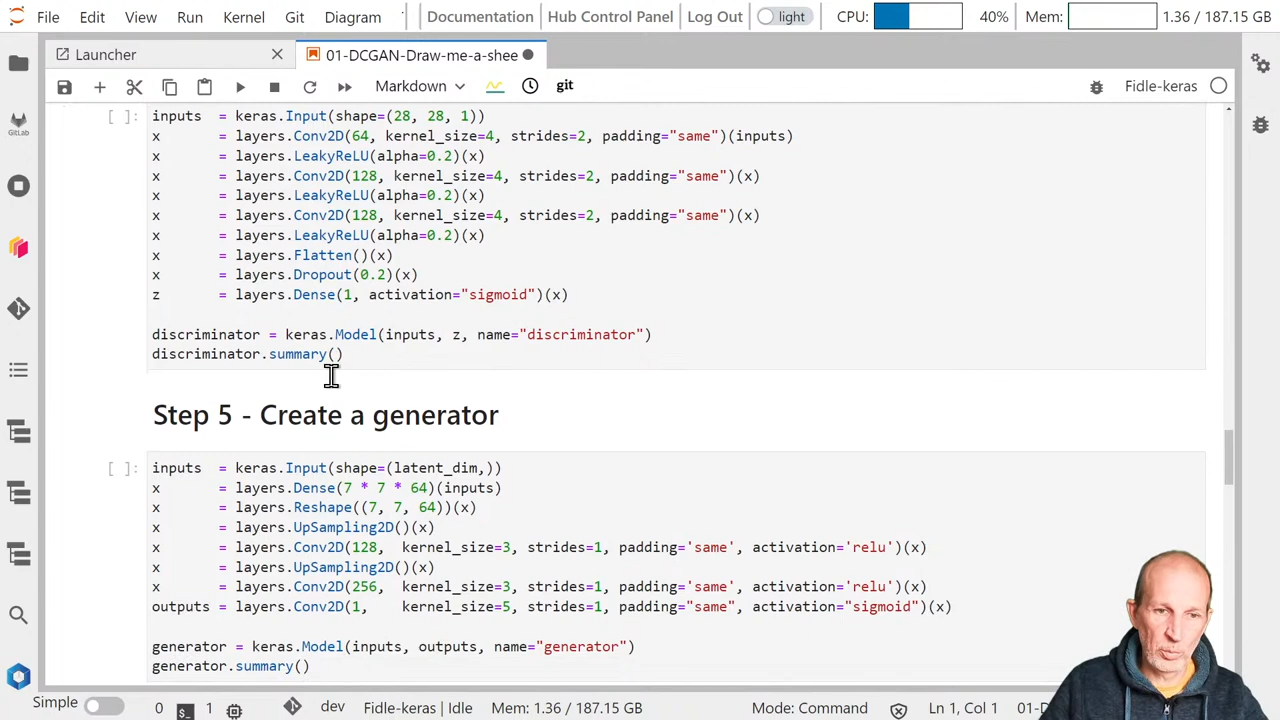 File Edit View Run Kernel Git Diagram Documentation Hub Control Panel Log Out light CPU: 40% Mem: 1.36 / 187.15 GB
Launcher 01-DCGAN-Draw-me-a-shee
Markdown git Fidle-keras
GitLab
[ ]: inputs = keras.Input(shape=(28, 28, 1))
x = layers.Conv2D(64, kernel_size=4, strides=2, padding="same")(inputs)
x = layers.LeakyReLU(alpha=0.2)(x)
x = layers.Conv2D(128, kernel_size=4, strides=2, padding="same")(x)
x = layers.LeakyReLU(alpha=0.2)(x)
x = layers.Conv2D(128, kernel_size=4, strides=2, padding="same")(x)
x = layers.LeakyReLU(alpha=0.2)(x)
x = layers.Flatten()(x)
x = layers.Dropout(0.2)(x)
z = layers.Dense(1, activation="sigmoid")(x)
discriminator = keras.Model(inputs, z, name="discriminator")
discriminator.summary()
Step 5 - Create a generator
[ ]: inputs = keras.Input(shape=(latent_dim,))
x = layers.Dense(7 * 7 * 64)(inputs)
x = layers.Reshape((7, 7, 64))(x)
x = layers.UpSampling2D()(x)
x = layers.Conv2D(128, kernel_size=3, strides=1, padding='same', activation='relu')(x)
x = layers.UpSampling2D()(x)
x = layers.Conv2D(256, kernel_size=3, strides=1, padding='same', activation='relu')(x)
outputs = layers.Conv2D(1, kernel_size=5, strides=1, padding="same", activation="sigmoid")(x)
generator = keras.Model(inputs, outputs, name="generator")
generator.summary()
Simple 0 1 dev Fidle-keras | Idle Mem: 1.36 / 187.15 GB Mode: Command Ln 1, Col 1 01-D